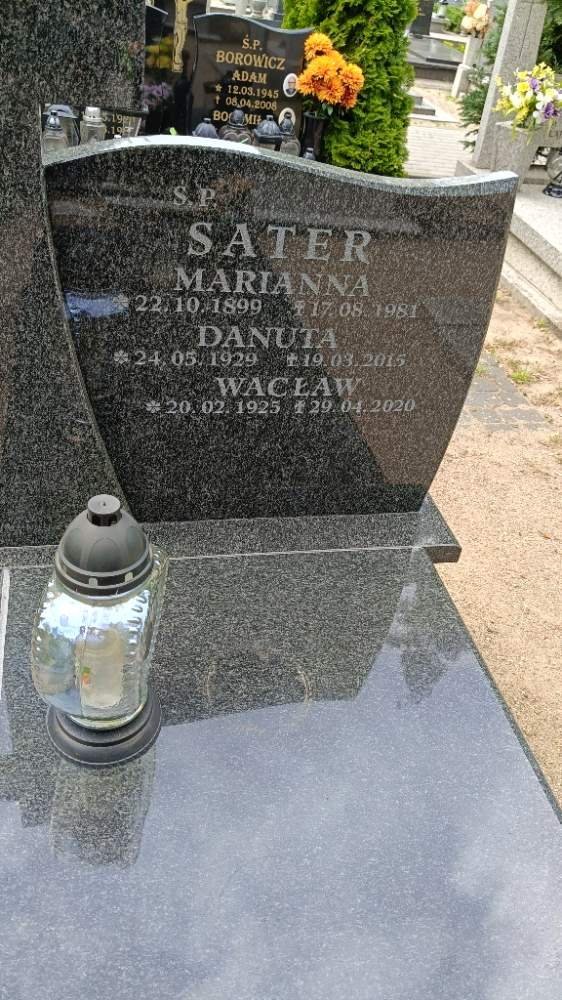 Ś.P.
BOROWICZ
ADAM
* 12.03.1945
† 08.04.2008
Ś.P.
SATER
MARIANNA
* 22.10.1899 † 17.08.1981
DANUTA
* 24.05.1929 † 19.03.2015
WACŁAW
* 20.02.1925 † 29.04.2020